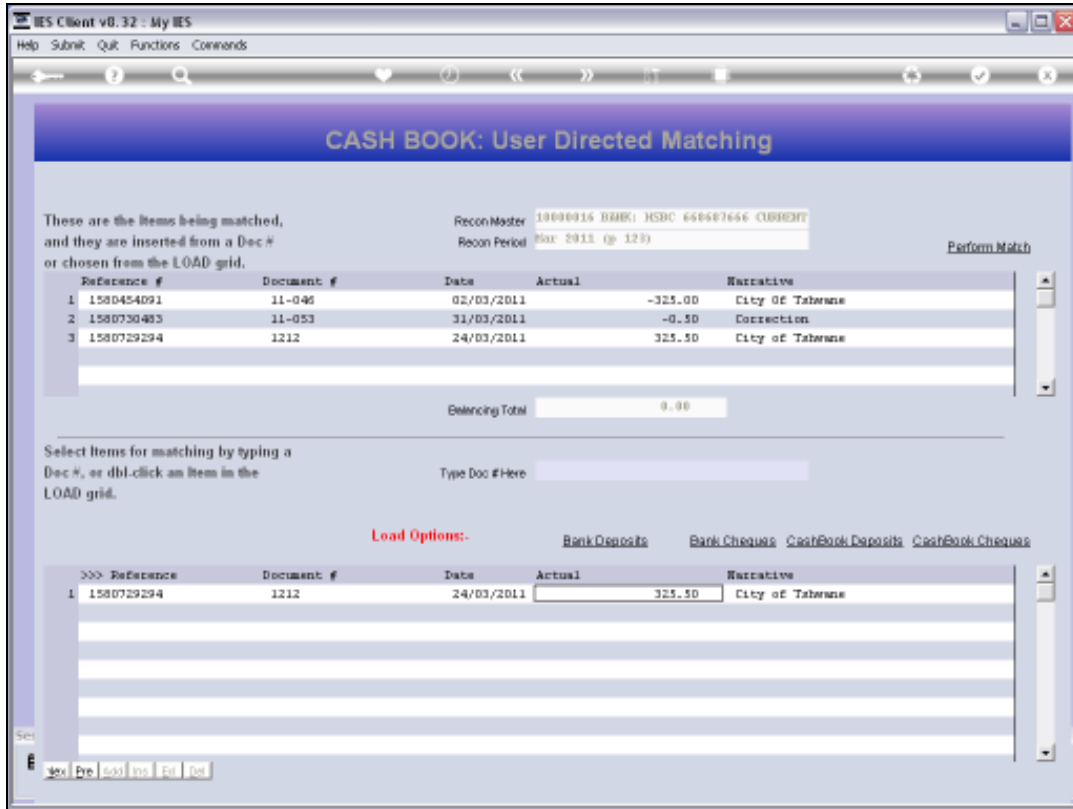 IES Client v8.32 : My IES
Help Submit Quit Functions Commands
CASH BOOK: User Directed Matching
These are the Items being matched,
and they are inserted from a Doc #
or chosen from the LOAD grid.
Recon Master 10000016 BANK: HSBC 668687666 CURRENT
Recon Period Mar 2011 (p 123)
Perform Match
Reference # Document # Date Actual Narrative
1 1580454091 11-046 02/03/2011 -325.00 City Of Tshwane
2 1580730483 11-053 31/03/2011 -0.50 Correction
3 1580729294 1212 24/03/2011 325.50 City of Tshwane
Balancing Total 0.00
Select Items for matching by typing a
Doc #, or dbl-click an Item in the
LOAD grid.
Type Doc # Here
Load Options:-
Bank Deposits Bank Cheques CashBook Deposits CashBook Cheques
>>> Reference Document # Date Actual Narrative
1 1580729294 1212 24/03/2011 325.50 City of Tshwane
Nex Pre Add Ins Ed Del